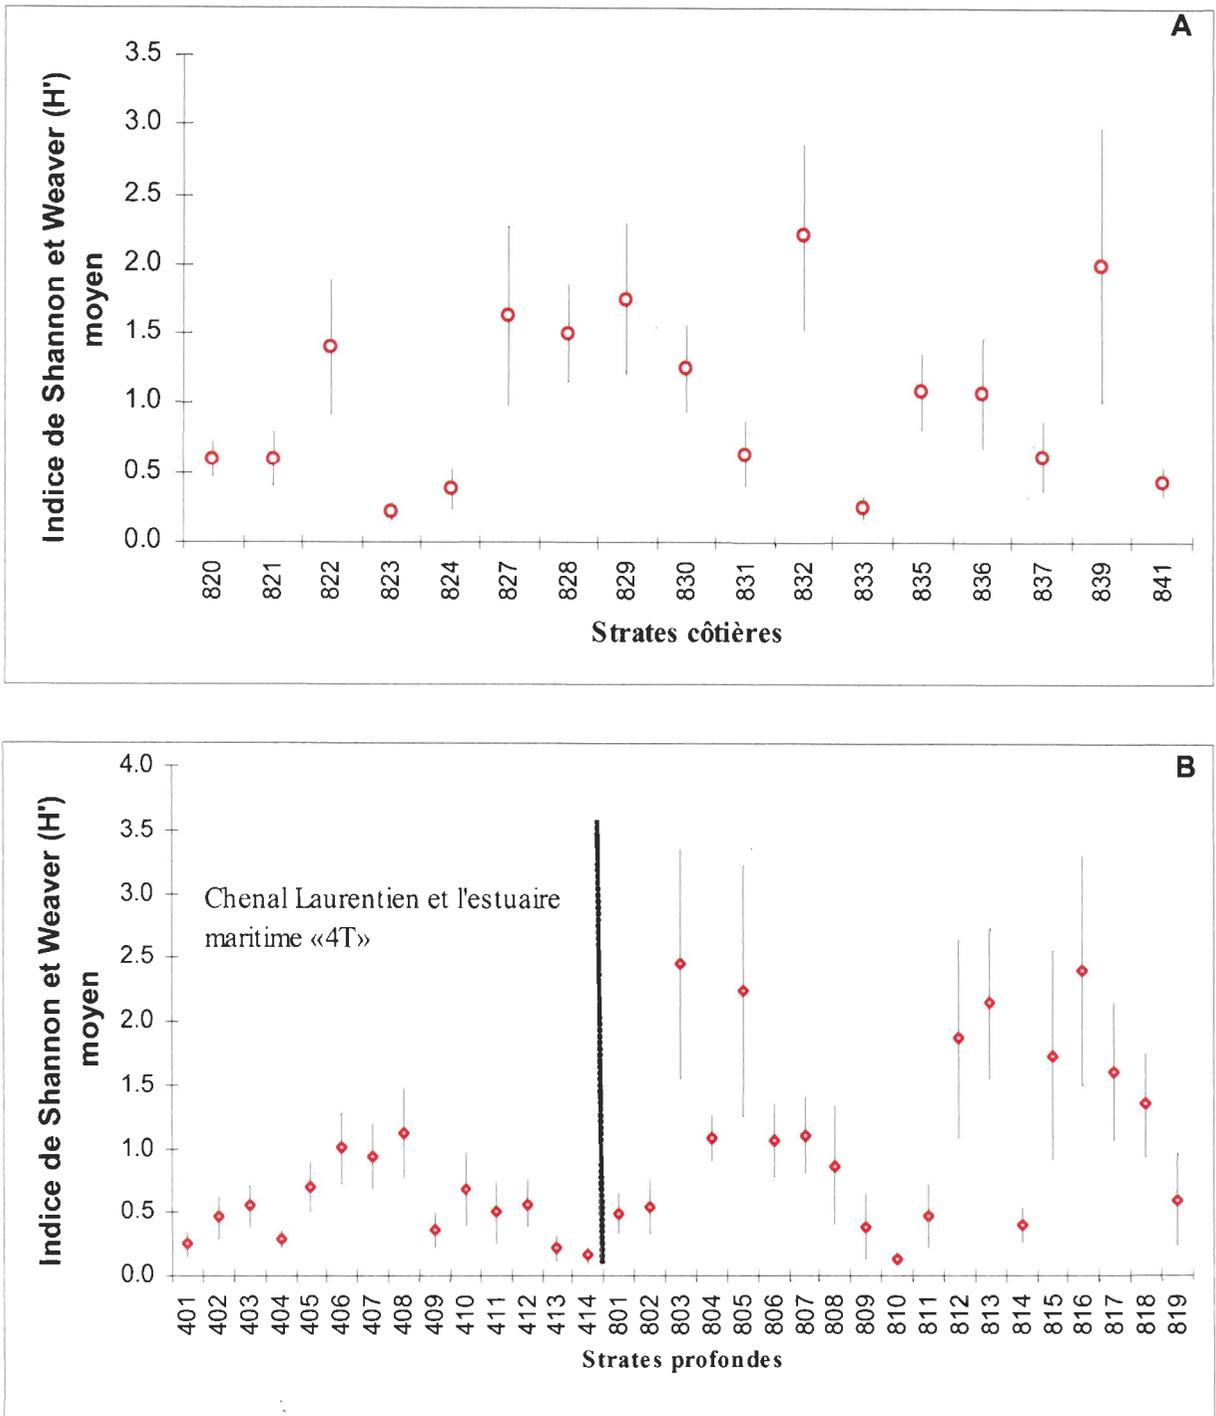 A
Indice de Shannon et Weaver (H')
moyen
3.5
3.0
2.5
2.0
1.5
1.0
0.5
0.0
820 821 822 823 824 827 828 829 830 831 832 833 835 836 837 839 841
Strates côtières
B
Indice de Shannon et Weaver (H')
moyen
4.0
3.5
3.0
2.5
2.0
1.5
1.0
0.5
0.0
Chenal Laurentien et l'estuaire
maritime «4T»
401 402 403 404 405 406 407 408 409 410 411 412 413 414 801 802 803 804 805 806 807 808 809 810 811 812 813 814 815 816 817 818 819
Strates profondes